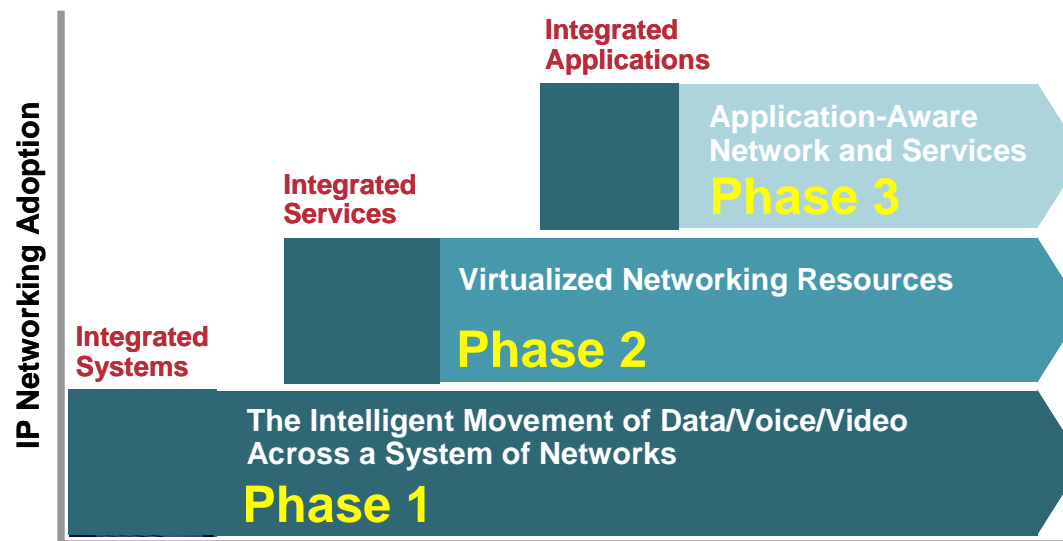 Integrated
Applications
Application-Aware
Network and Services
Phase 3
Integrated
Services
Virtualized Networking Resources
Phase 2
Integrated
Systems
The Intelligent Movement of Data/Voice/Video
Across a System of Networks
Phase 1
IP Networking Adoption